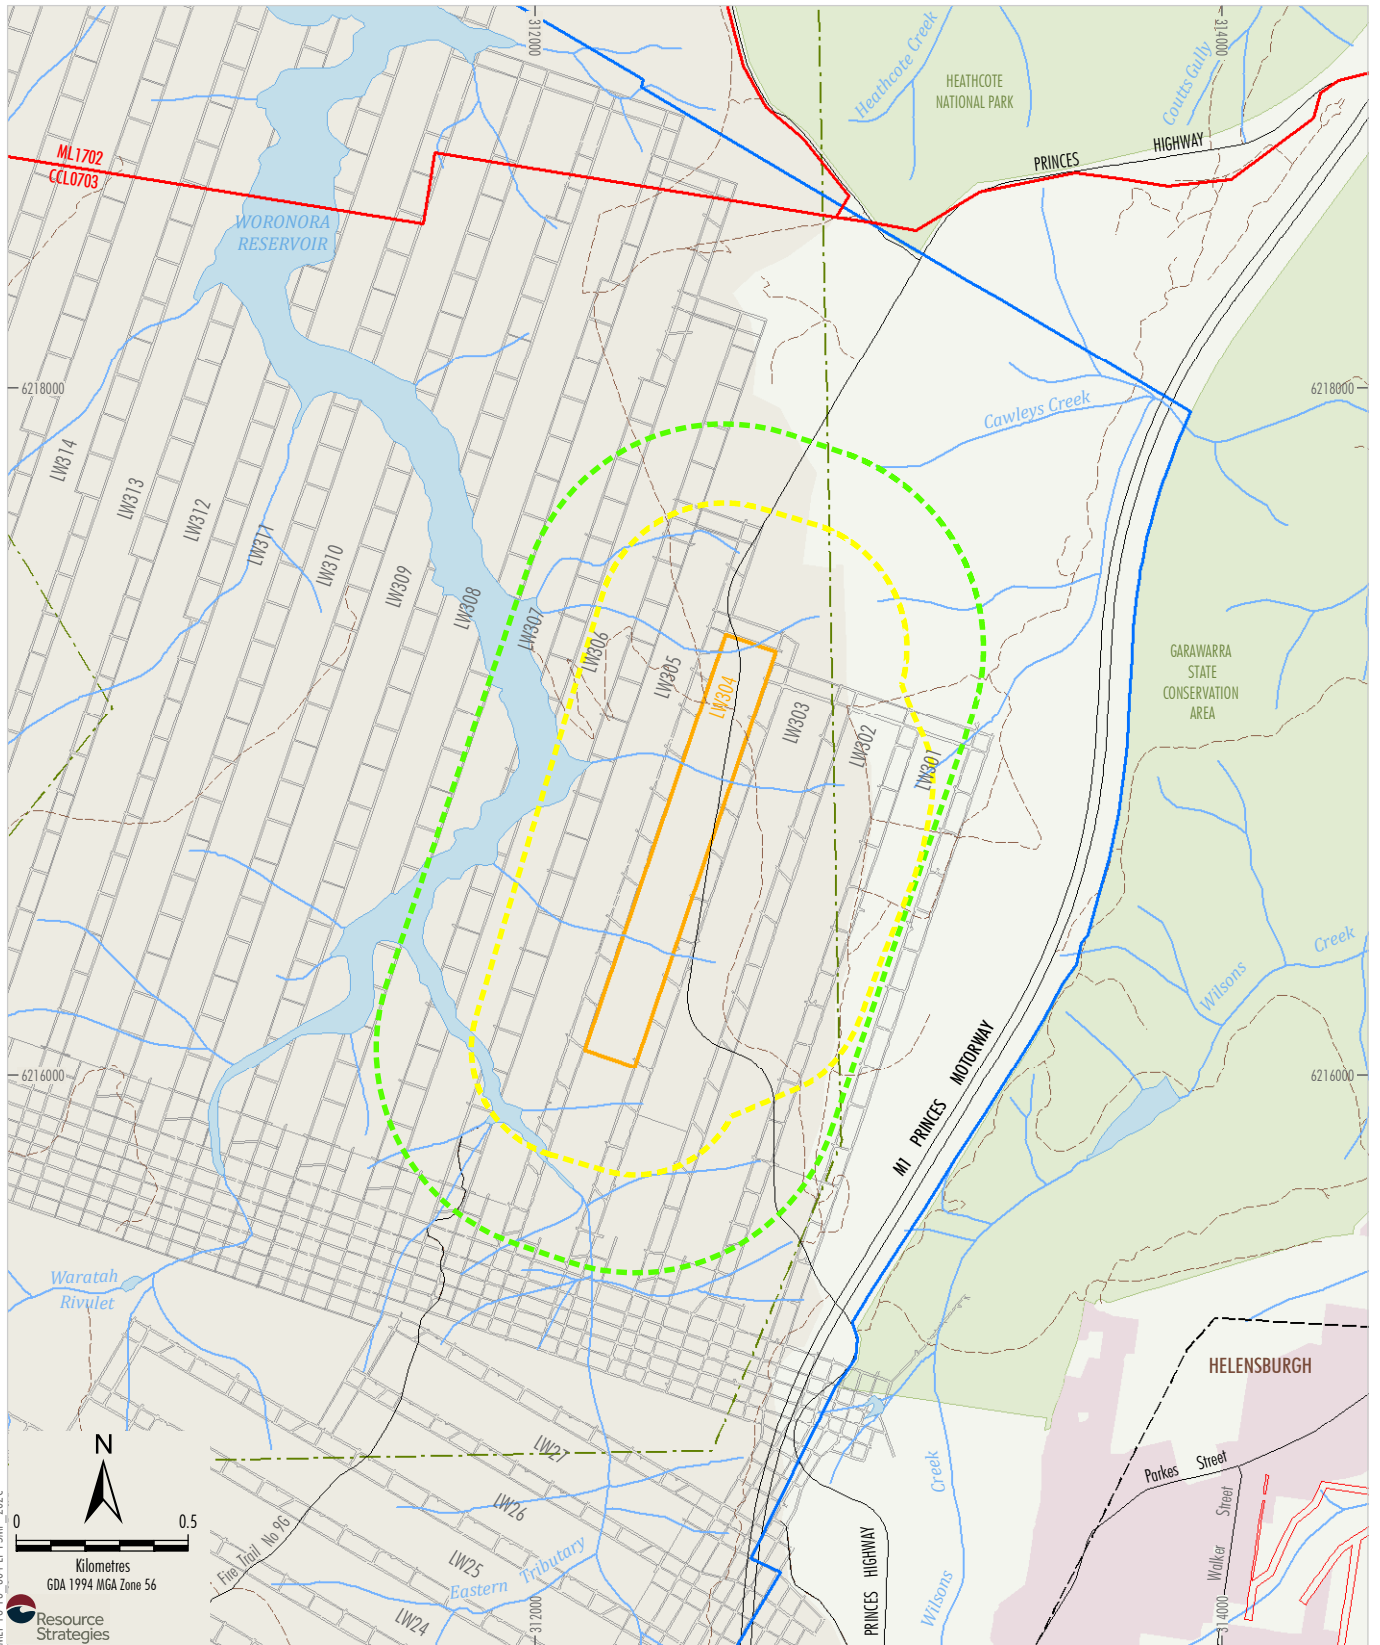 312000
314000
Heathcote Creek
HEATHCOTE
NATIONAL PARK
Coutts Gully
PRINCES HIGHWAY
ML1702
CCL0703
WORONORA
RESERVOIR
6218000
6218000
Cawleys Creek
LW314
LW313
LW312
LW311
LW310
LW309
LW308
LW307
LW306
LW305
LW304
LW303
LW302
LW301
GARAWARRA
STATE
CONSERVATION
AREA
Wilsons Creek
M1 PRINCES MOTORWAY
6216000
6216000
Waratah
Rivulet
HELENSBURGH
Parkes Street
Walker Street
LW27
LW26
LW25
LW24
Eastern Tributary
Fire Trail No 9G
PRINCES HIGHWAY
Wilsons Creek
N
0 0.5
Kilometres
GDA 1994 MGA Zone 56
Resource
Strategies
312000
314000